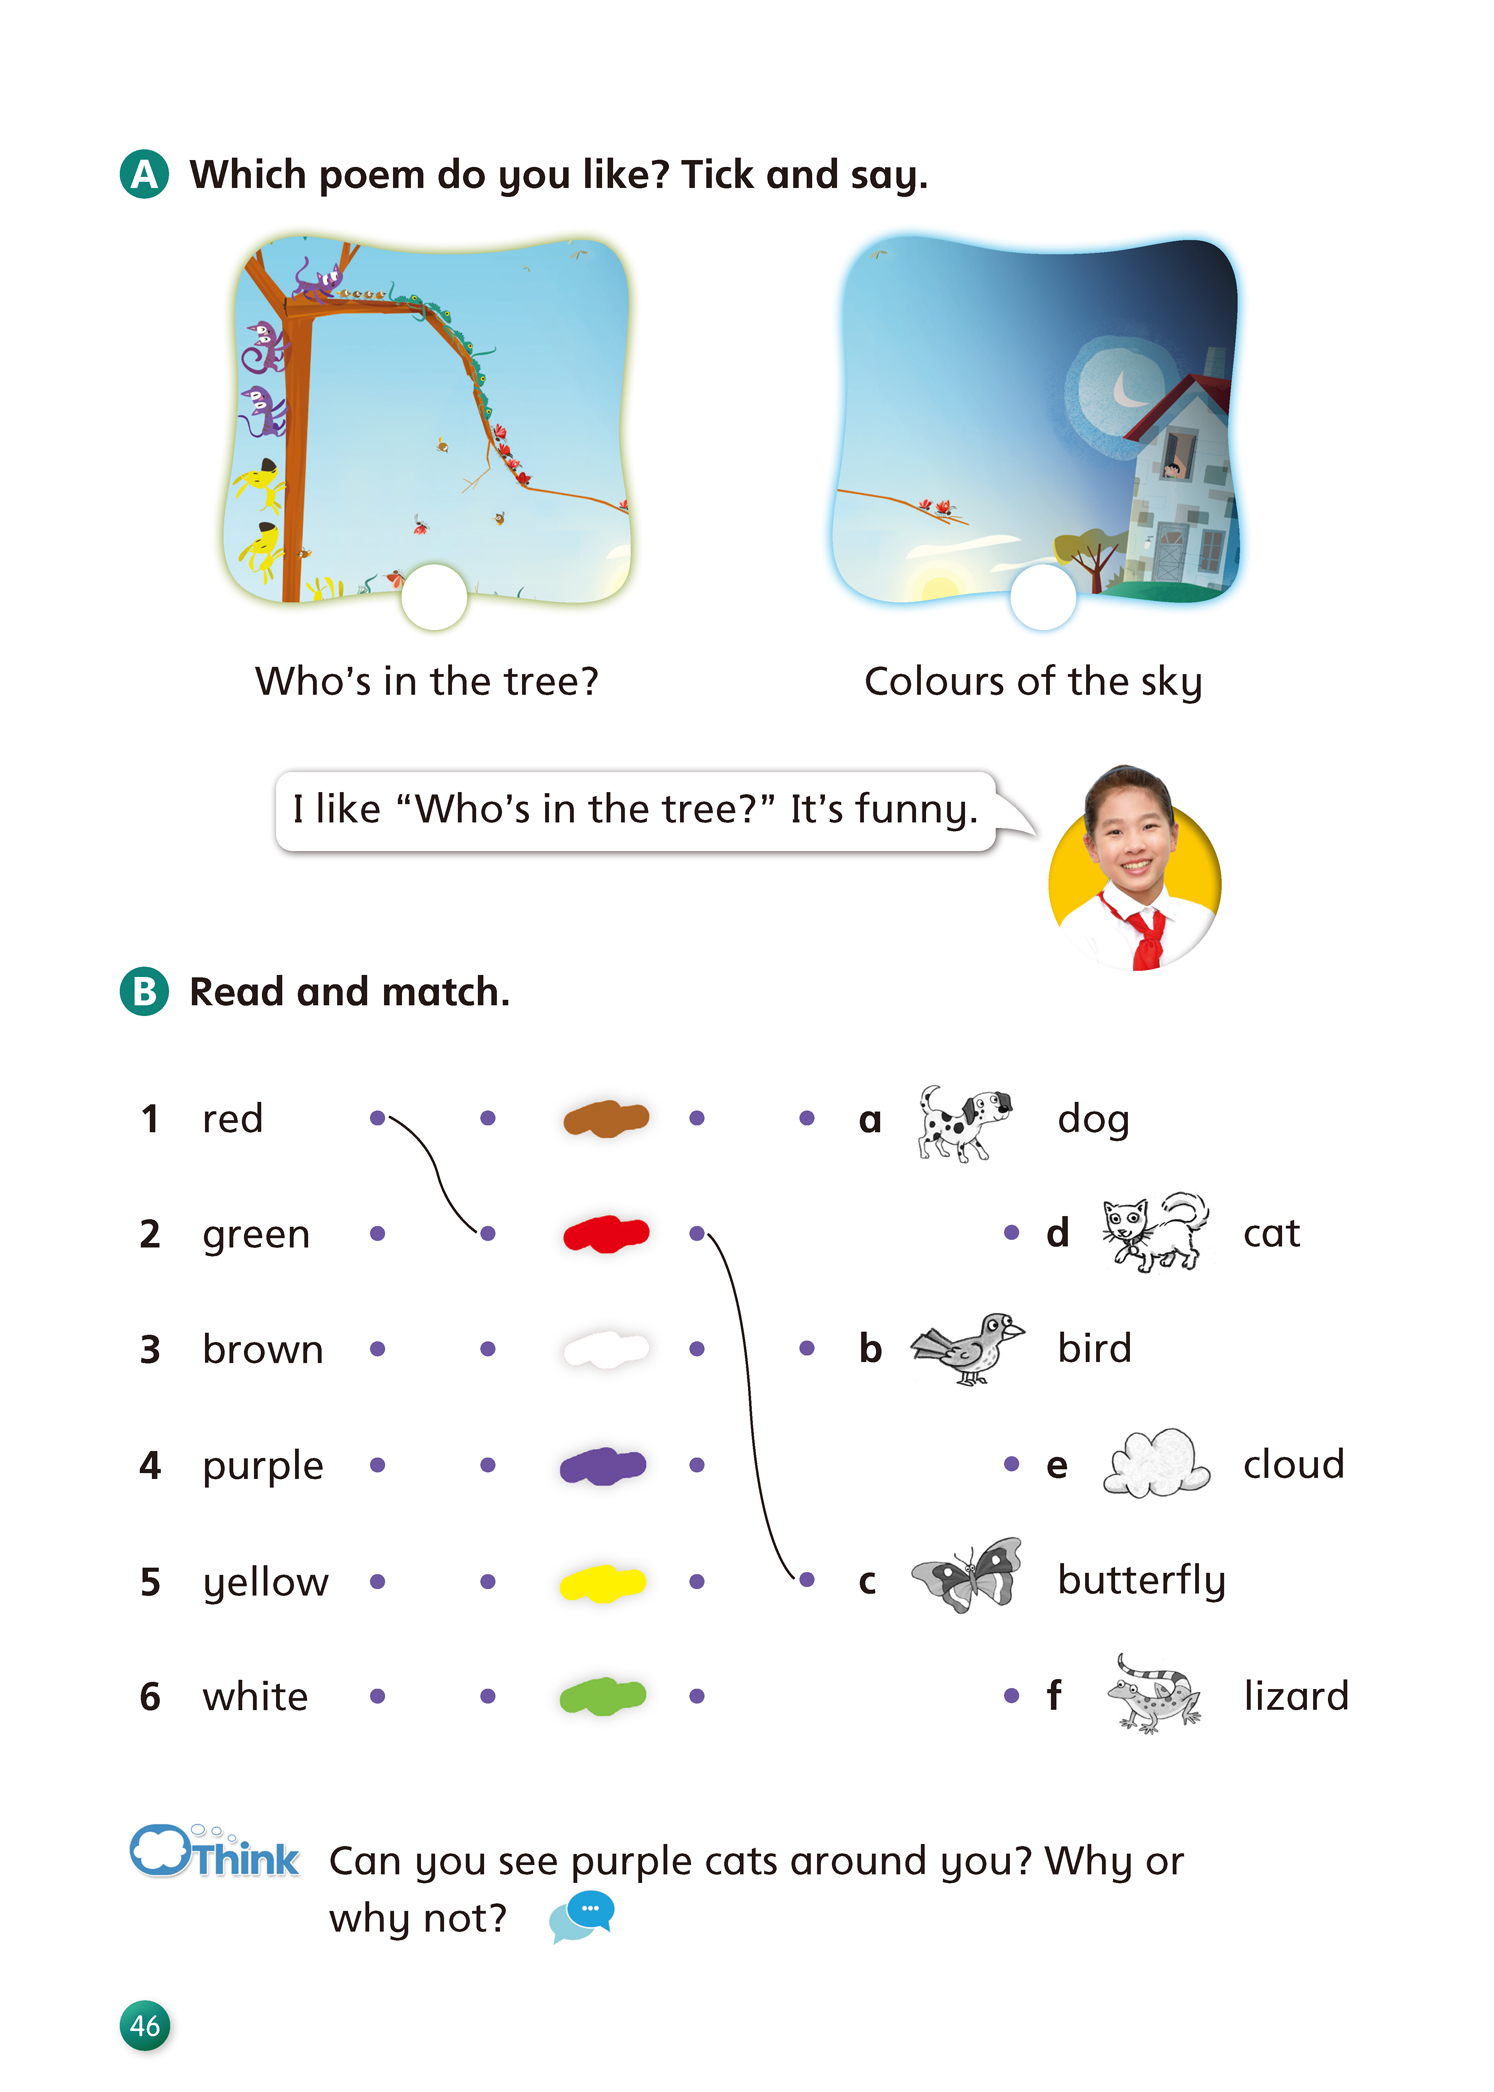 A Which poem do you like? Tick and say.
Who's in the tree?
Colours of the sky
I like “Who's in the tree?” It's funny.
B Read and match.
1 red
a dog
2 green
d cat
3 brown
b bird
4 purple
e cloud
5 yellow
c butterfly
6 white
f lizard
Think Can you see purple cats around you? Why or
why not?
46